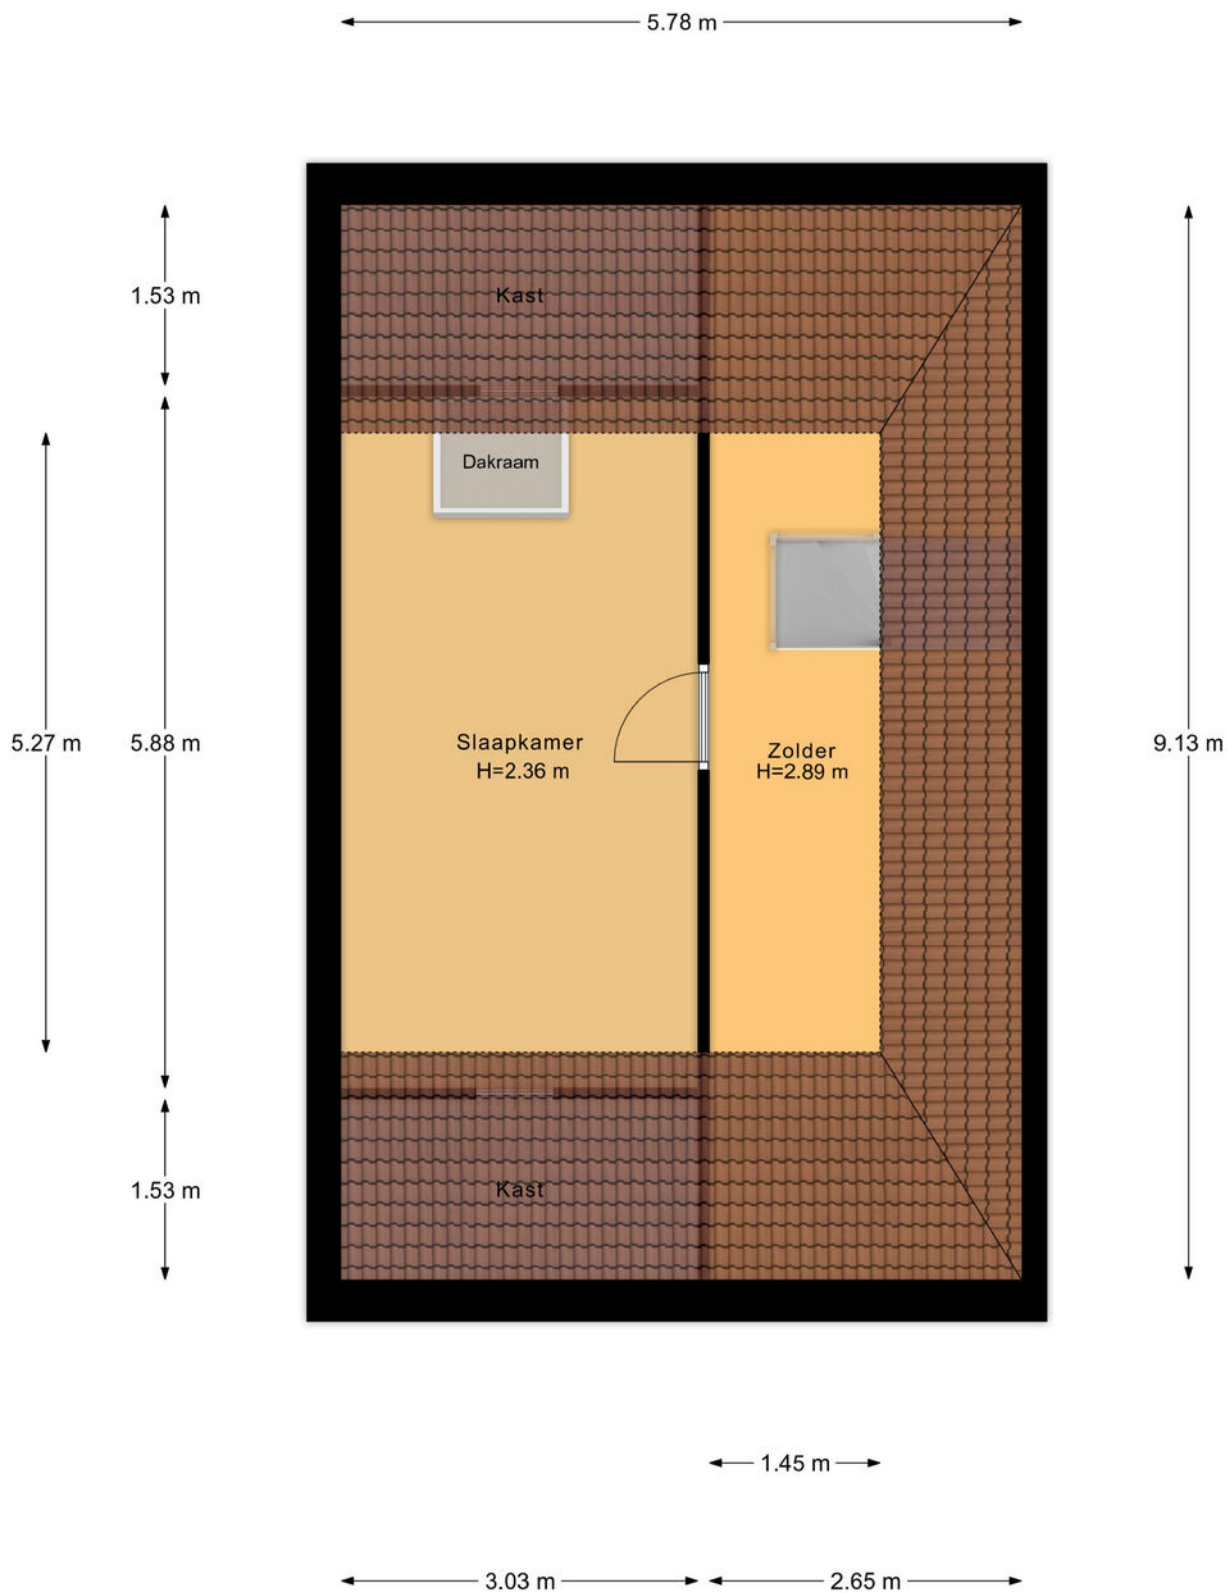 5.78 m
1.53 m
Kast
Dakraam
5.27 m
5.88 m
Slaapkamer
H=2.36 m
Zolder
H=2.89 m
9.13 m
1.53 m
Kast
1.45 m
3.03 m
2.65 m